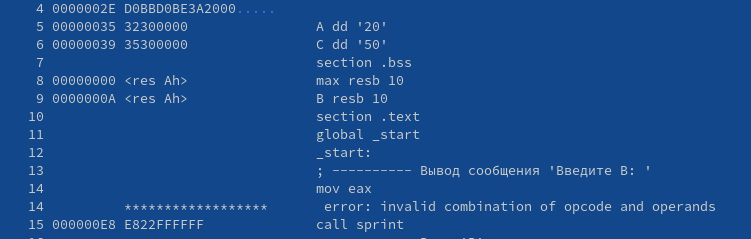 4 0000002E D0BBD0BE3A2000.....
5 00000035 32300000 A dd '20'
6 00000039 35300000 C dd '50'
7 section .bss
8 00000000 <res Ah> max resb 10
9 0000000A <res Ah> B resb 10
10 section .text
11 global _start
12 _start:
13 ; ---------- Вывод сообщения 'Введите B: '
14 mov eax
14 ****************** error: invalid combination of opcode and operands
15 000000E8 E822FFFFFF call sprint